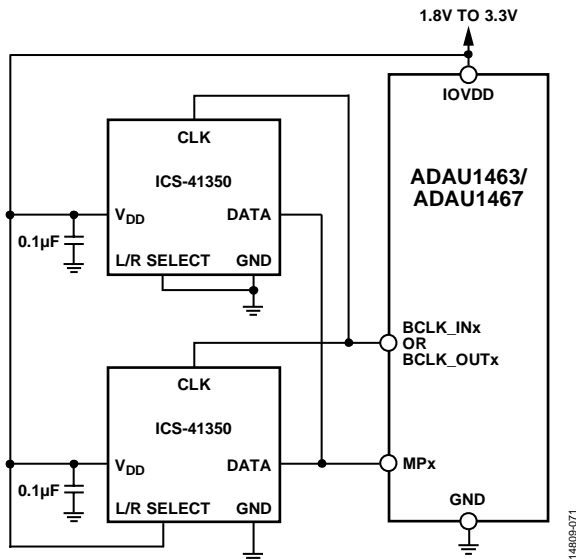 1.8V TO 3.3V
IOVDD
ADAU1463/
ADAU1467
CLK
ICS-41350
VDD
DATA
0.1µF
L/R SELECT
GND
BCLK_INx
OR
BCLK_OUTx
CLK
ICS-41350
VDD
DATA
MPx
0.1µF
L/R SELECT
GND
GND
14809-071